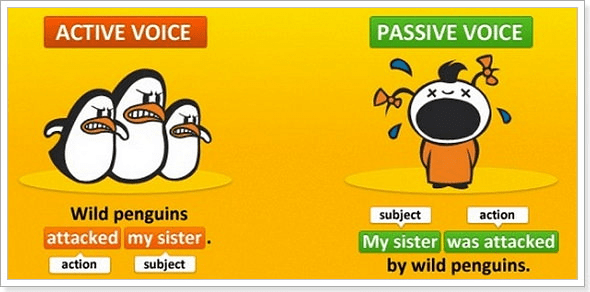 ACTIVE VOICE
Wild penguins
attacked my sister.
action subject
PASSIVE VOICE
subject action
My sister was attacked
by wild penguins.